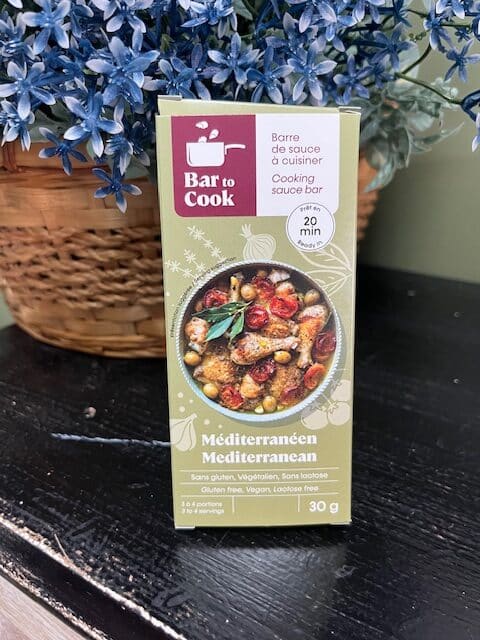 Bar to
Cook
Barre
de sauce
à cuisiner
Cooking
sauce bar
Prêt en
20
min
Ready in
Méditerranéen
Mediterranean
Sans gluten, Végétalien, Sans lactose
Gluten free, Vegan, Lactose free
3 à 4 portions
3 to 4 servings
30 g